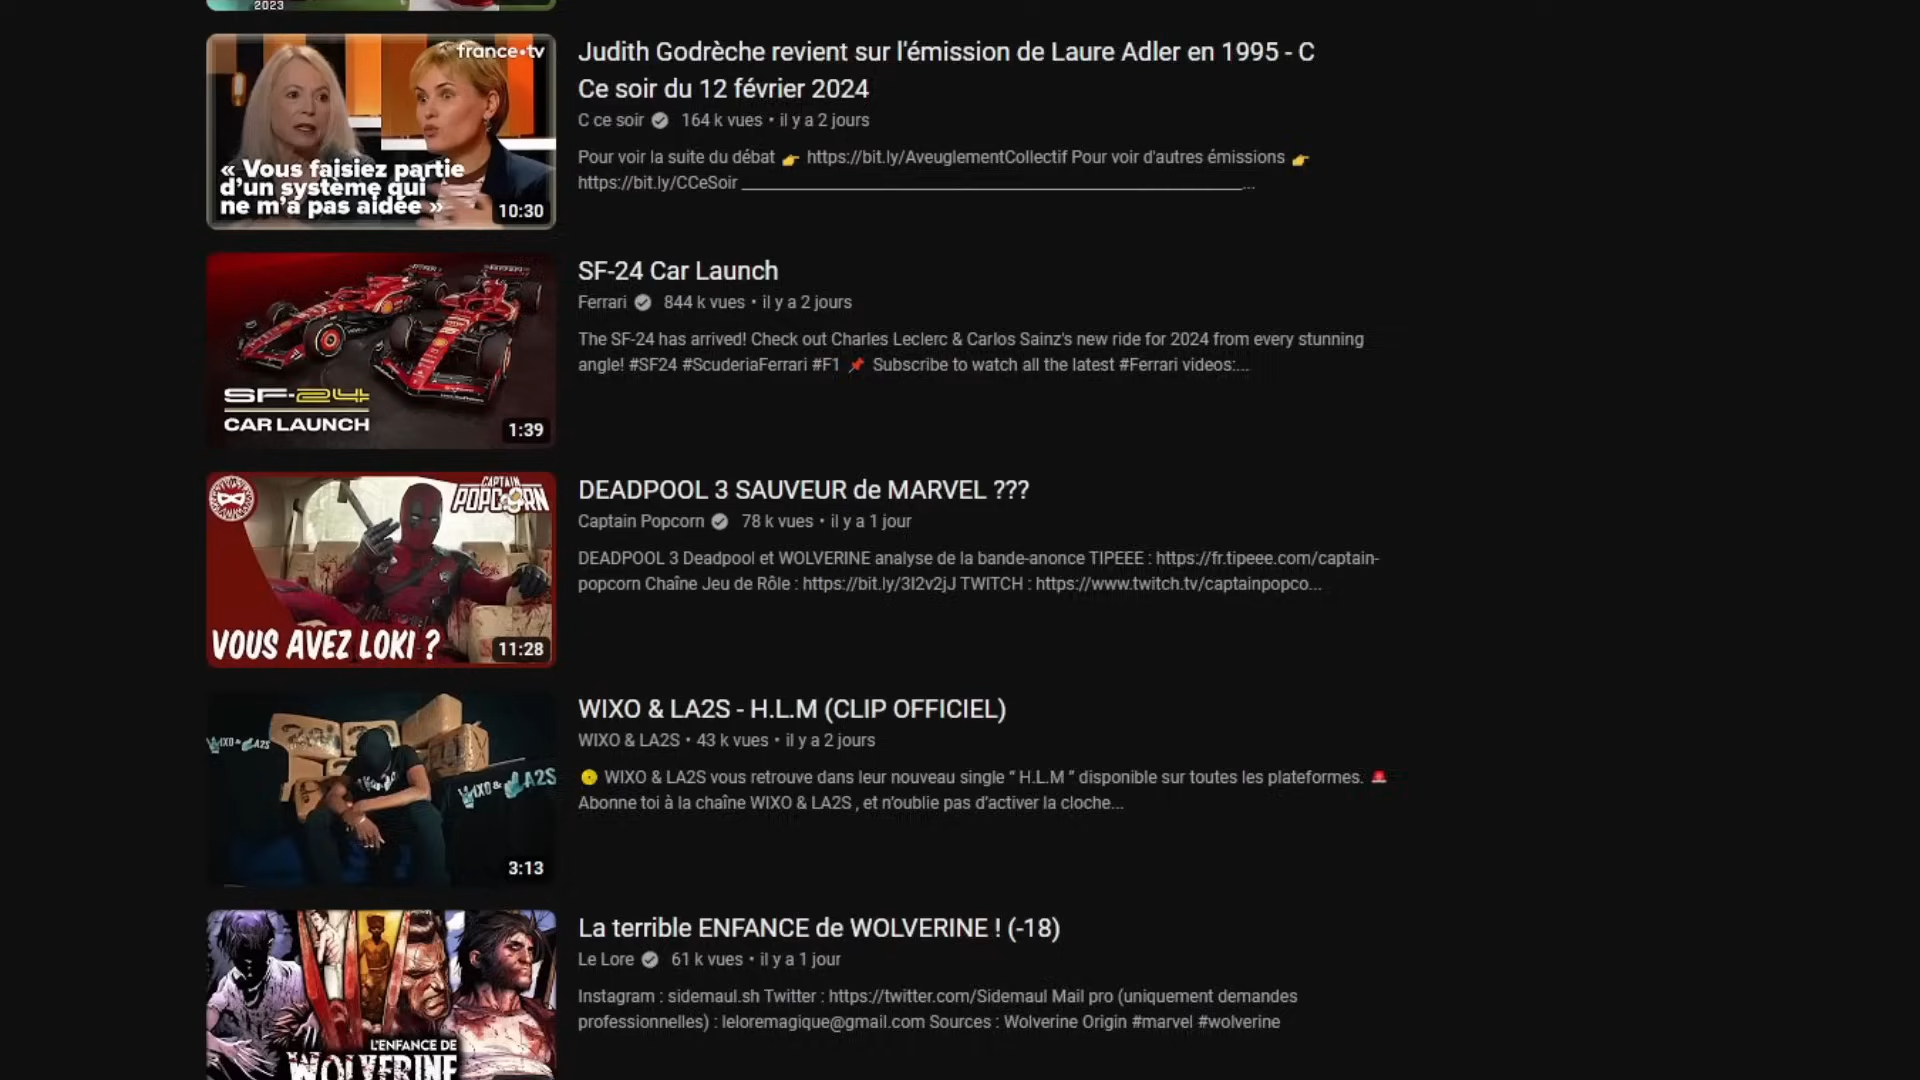 2023
france•tv
« Vous faisiez partie
d'un système qui
ne m'a pas aidée »
10:30
Judith Godrèche revient sur l'émission de Laure Adler en 1995 - C
Ce soir du 12 février 2024
C ce soir 164 k vues • il y a 2 jours
Pour voir la suite du débat 👉 https://bit.ly/AveuglementCollectif Pour voir d'autres émissions 👉
https://bit.ly/CCeSoir ______________________________________________________...
SF-24
CAR LAUNCH
1:39
SF-24 Car Launch
Ferrari 844 k vues • il y a 2 jours
The SF-24 has arrived! Check out Charles Leclerc & Carlos Sainz's new ride for 2024 from every stunning
angle! #SF24 #ScuderiaFerrari #F1 📌 Subscribe to watch all the latest #Ferrari videos:...
CAPTAIN
POPCORN
VOUS AVEZ LOKI ?
11:28
DEADPOOL 3 SAUVEUR de MARVEL ???
Captain Popcorn 78 k vues • il y a 1 jour
DEADPOOL 3 Deadpool et WOLVERINE analyse de la bande-anonce TIPEEE : https://fr.tipeee.com/captain-
popcorn Chaîne Jeu de Rôle : https://bit.ly/3I2v2jJ TWITCH : https://www.twitch.tv/captainpopco...
WIXO & LA2S
WIXO & LA2S
3:13
WIXO & LA2S - H.L.M (CLIP OFFICIEL)
WIXO & LA2S • 43 k vues • il y a 2 jours
WIXO & LA2S vous retrouve dans leur nouveau single “ H.L.M ” disponible sur toutes les plateformes. 🚨
Abonne toi à la chaîne WIXO & LA2S , et n'oublie pas d'activer la cloche...
L'ENFANCE DE
WOLVERINE
La terrible ENFANCE de WOLVERINE ! (-18)
Le Lore 61 k vues • il y a 1 jour
Instagram : sidemaul.sh Twitter : https://twitter.com/Sidemaul Mail pro (uniquement demandes
professionnelles) : leloremagique@gmail.com Sources : Wolverine Origin #marvel #wolverine